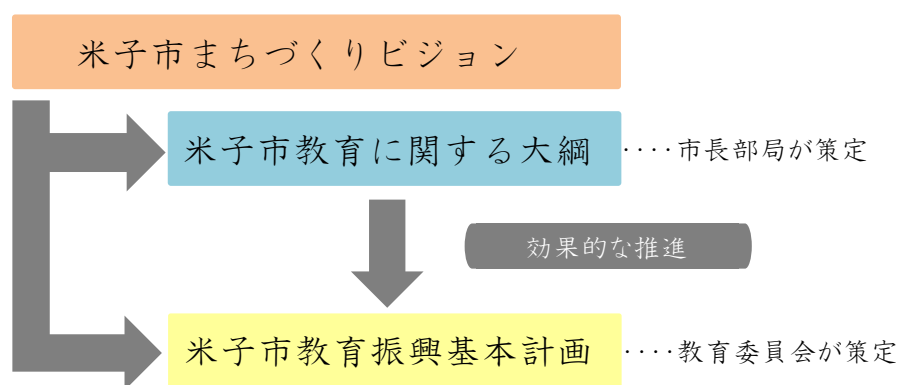 米子市まちづくりビジョン
米子市教育に関する大綱 ‥‥市長部局が策定
効果的な推進
米子市教育振興基本計画 ‥‥教育委員会が策定